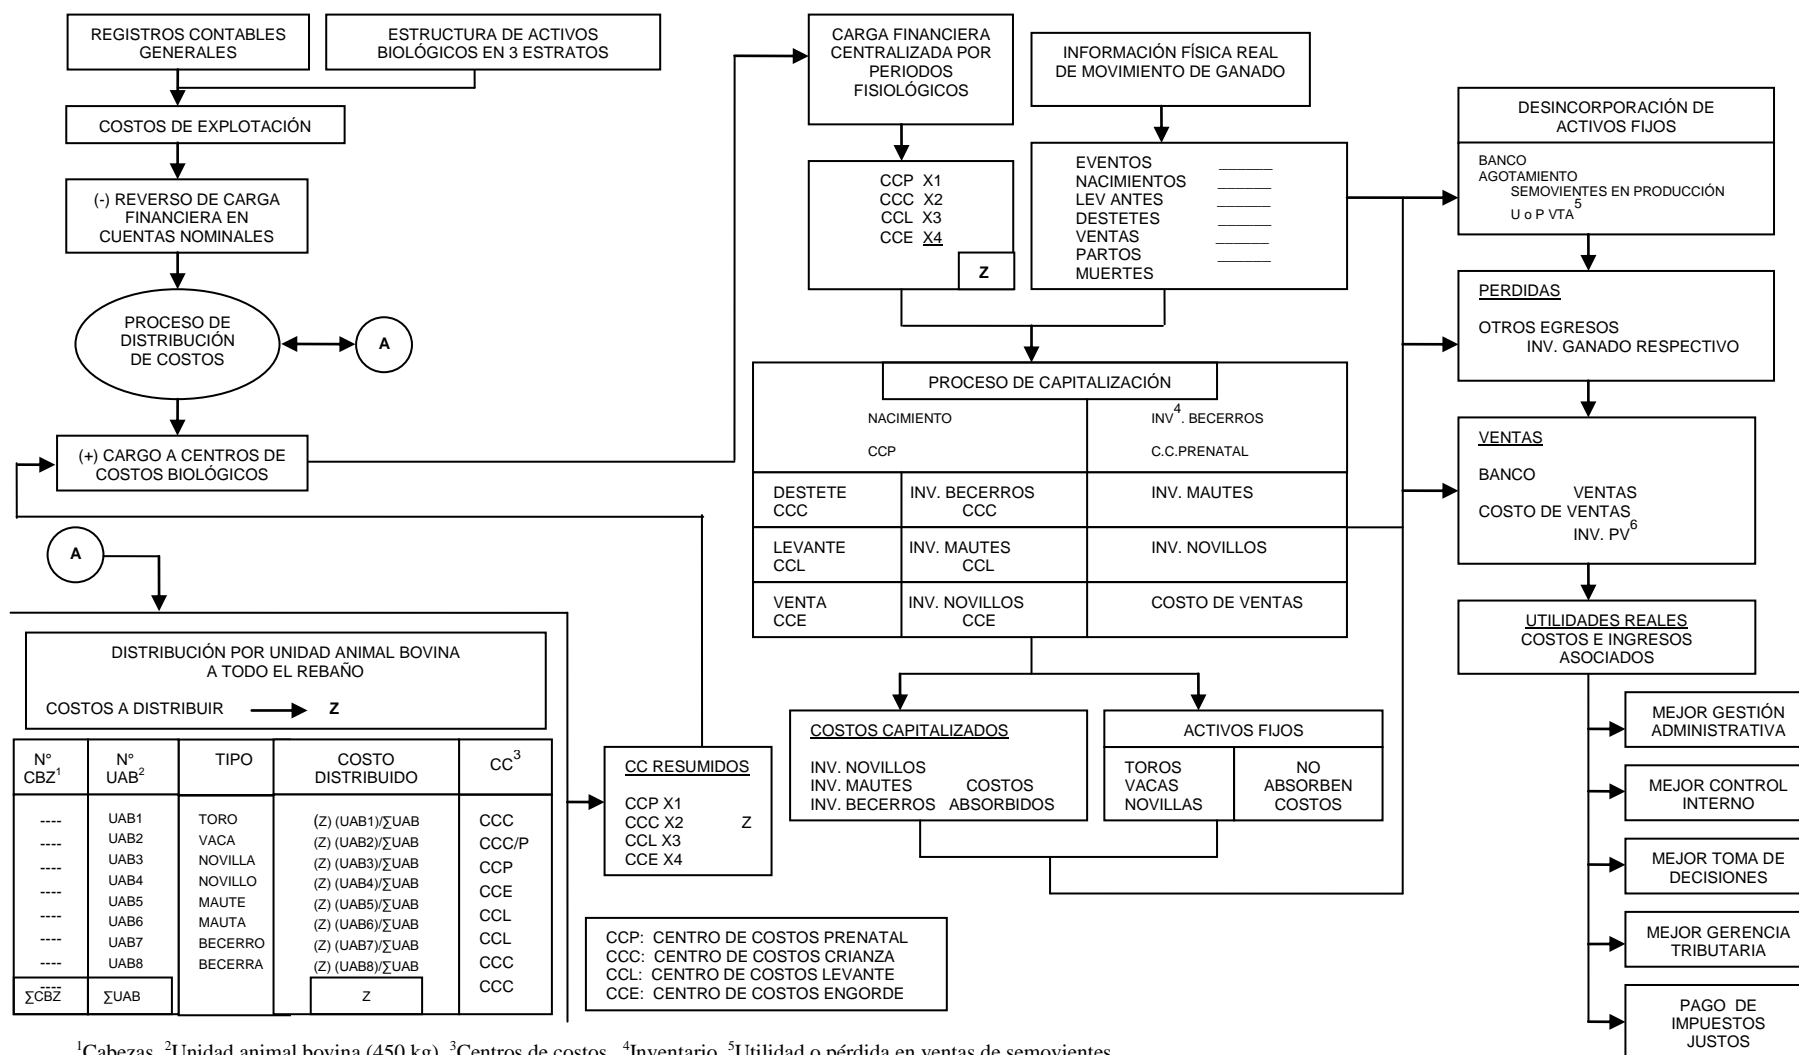 REGISTROS CONTABLES
GENERALES
ESTRUCTURA DE ACTIVOS
BIOLÓGICOS EN 3 ESTRATOS
COSTOS DE EXPLOTACIÓN
(-) REVERSO DE CARGA
FINANCIERA EN
CUENTAS NOMINALES
PROCESO DE
DISTRIBUCIÓN
DE COSTOS
A
(+) CARGO A CENTROS DE
COSTOS BIOLÓGICOS
A
DISTRIBUCIÓN POR UNIDAD ANIMAL BOVINA
A TODO EL REBAÑO
COSTOS A DISTRIBUIR Z
N° CBZ¹ N° UAB² TIPO COSTO DISTRIBUIDO CC³
---- UAB1 TORO (Z) (UAB1)/∑UAB CCC
---- UAB2 VACA (Z) (UAB2)/∑UAB CCC/P
---- UAB3 NOVILLA (Z) (UAB3)/∑UAB CCP
---- UAB4 NOVILLO (Z) (UAB4)/∑UAB CCE
---- UAB5 MAUTE (Z) (UAB5)/∑UAB CCL
---- UAB6 MAUTA (Z) (UAB6)/∑UAB CCL
---- UAB7 BECERRO (Z) (UAB7)/∑UAB CCC
---- UAB8 BECERRA (Z) (UAB8)/∑UAB CCC
∑CBZ ∑UAB Z
CC RESUMIDOS
CCP X1
CCC X2 Z
CCL X3
CCE X4
CCP: CENTRO DE COSTOS PRENATAL
CCC: CENTRO DE COSTOS CRIANZA
CCL: CENTRO DE COSTOS LEVANTE
CCE: CENTRO DE COSTOS ENGORDE
CARGA FINANCIERA
CENTRALIZADA POR
PERIODOS
FISIOLÓGICOS
CCP X1
CCC X2
CCL X3
CCE X4
Z
INFORMACIÓN FÍSICA REAL
DE MOVIMIENTO DE GANADO
EVENTOS ______
NACIMIENTOS ______
LEV ANTES ______
DESTETES ______
VENTAS ______
PARTOS ______
MUERTES
PROCESO DE CAPITALIZACIÓN
NACIMIENTO INV⁴. BECERROS
CCP C.C.PRENATAL
DESTETE INV. BECERROS INV. MAUTES
CCC CCC
LEVANTE INV. MAUTES INV. NOVILLOS
CCL CCL
VENTA INV. NOVILLOS COSTO DE VENTAS
CCE CCE
COSTOS CAPITALIZADOS
INV. NOVILLOS
INV. MAUTES COSTOS
INV. BECERROS ABSORBIDOS
ACTIVOS FIJOS
TOROS NO
VACAS ABSORBEN
NOVILLAS COSTOS
DESINCORPORACIÓN DE
ACTIVOS FIJOS
BANCO
AGOTAMIENTO
SEMOVIENTES EN PRODUCCIÓN
U o P VTA⁵
PERDIDAS
OTROS EGRESOS
INV. GANADO RESPECTIVO
VENTAS
BANCO
VENTAS
COSTO DE VENTAS
INV. PV⁶
UTILIDADES REALES
COSTOS E INGRESOS
ASOCIADOS
MEJOR GESTIÓN
ADMINISTRATIVA
MEJOR CONTROL
INTERNO
MEJOR TOMA DE
DECISIONES
MEJOR GERENCIA
TRIBUTARIA
PAGO DE
IMPUESTOS
JUSTOS
¹Cabezas, ²Unidad animal bovina (450 kg), ³Centros de costos, ⁴Inventario, ⁵Utilidad o pérdida en ventas de semovientes